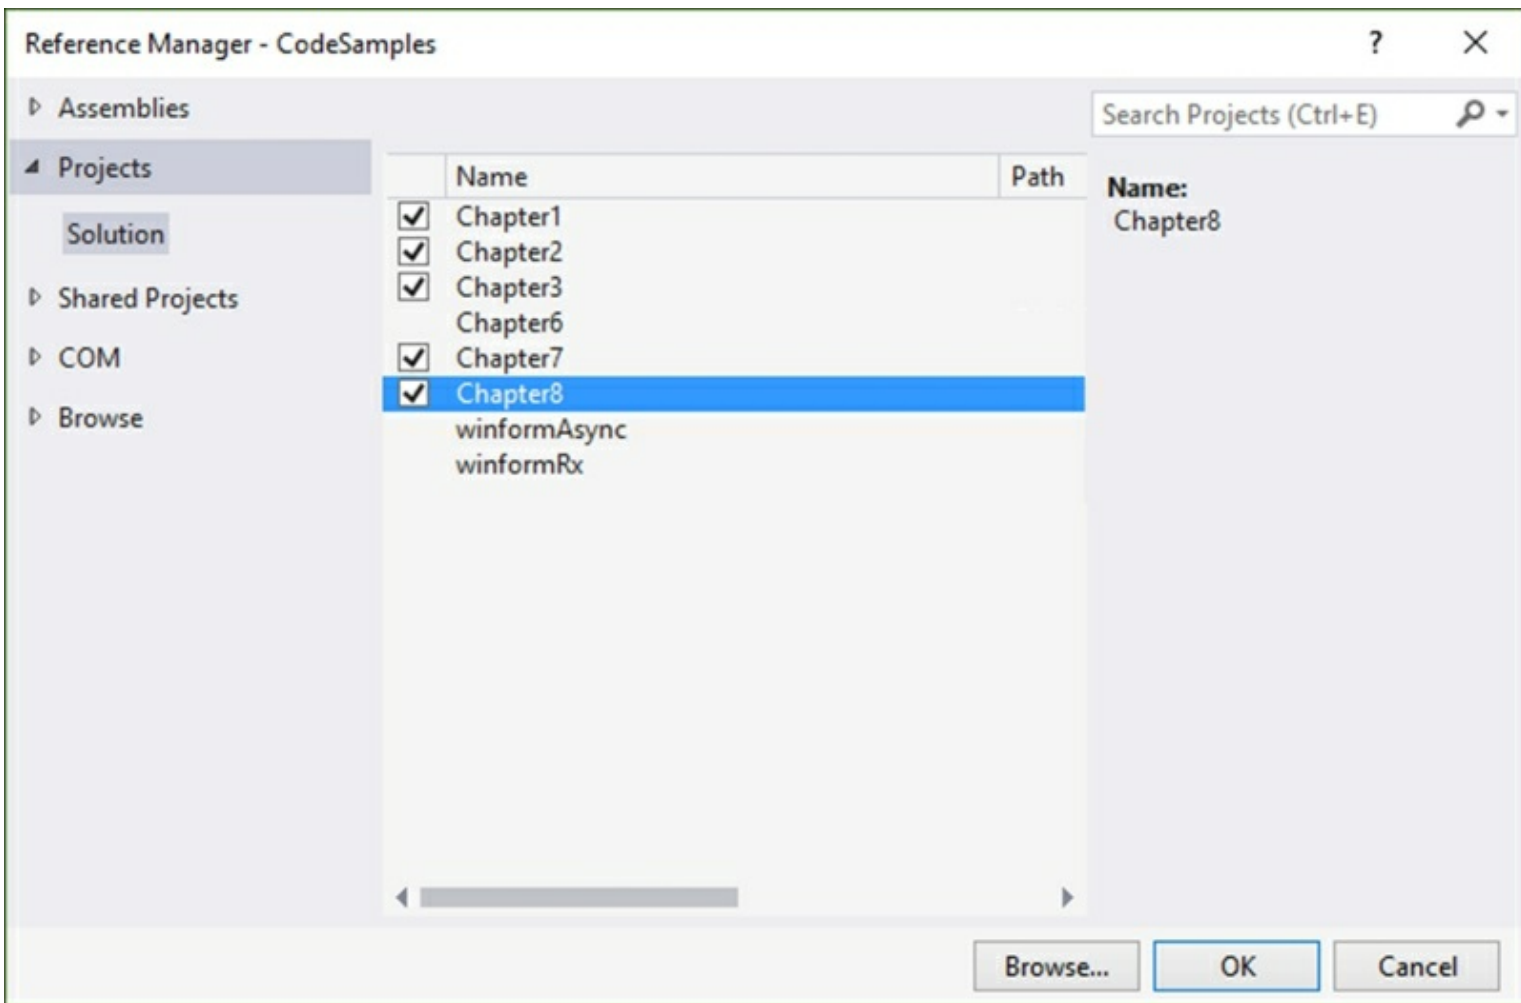 Reference Manager - CodeSamples
?
Assemblies
Projects
Solution
Shared Projects
COM
Browse
Name Path
Chapter1
Chapter2
Chapter3
Chapter6
Chapter7
Chapter8
winformAsync
winformRx
Search Projects (Ctrl+E)
Name:
Chapter8
Browse... OK Cancel